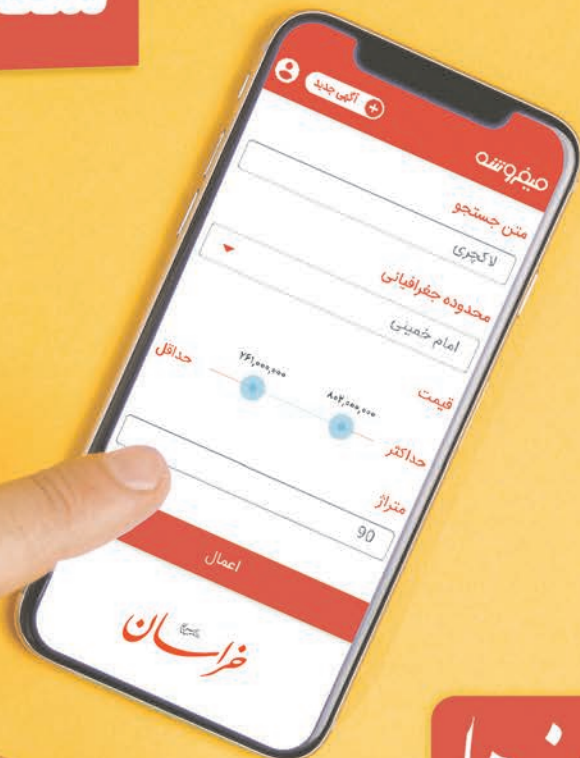 میفروشه
آگهی جدید
متن جستجو
لاکچری
محدوده جغرافیائی
امام خمینی
قیمت
حداقل
۲۶۱,۰۰۰,۰۰۰
۸۰۲,۰۰۰,۰۰۰
حداکثر
متراژ
90
اعمال
خراسان